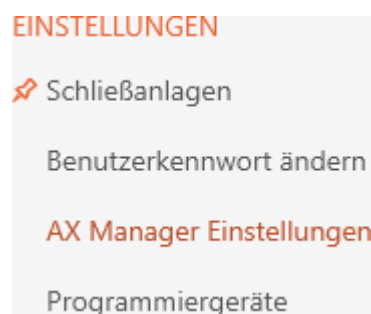 EINSTELLUNGEN
Schließanlagen
Benutzerkennwort ändern
AX Manager Einstellungen
Programmiergeräte